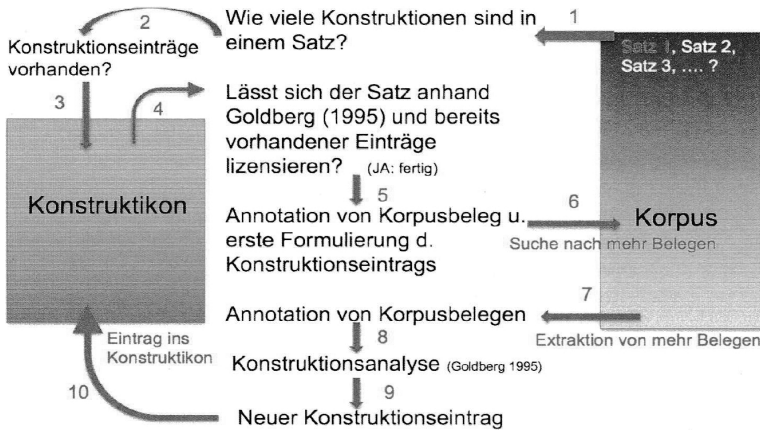 1
2
Wie viele Konstruktionen sind in
einem Satz?
Konstruktionseinträge
vorhanden?
Satz 1, Satz 2,
Satz 3, .... ?
3
4
Lässt sich der Satz anhand
Goldberg (1995) und bereits
vorhandener Einträge
lizensieren? (JA: fertig)
Konstruktikon
5
6
Annotation von Korpusbeleg u.
erste Formulierung d.
Konstruktionseintrags
Korpus
Suche nach mehr Belegen
7
Annotation von Korpusbelegen
Extraktion von mehr Belegen
8
Eintrag ins
Konstruktikon
Konstruktionsanalyse (Goldberg 1995)
9
10
Neuer Konstruktionseintrag